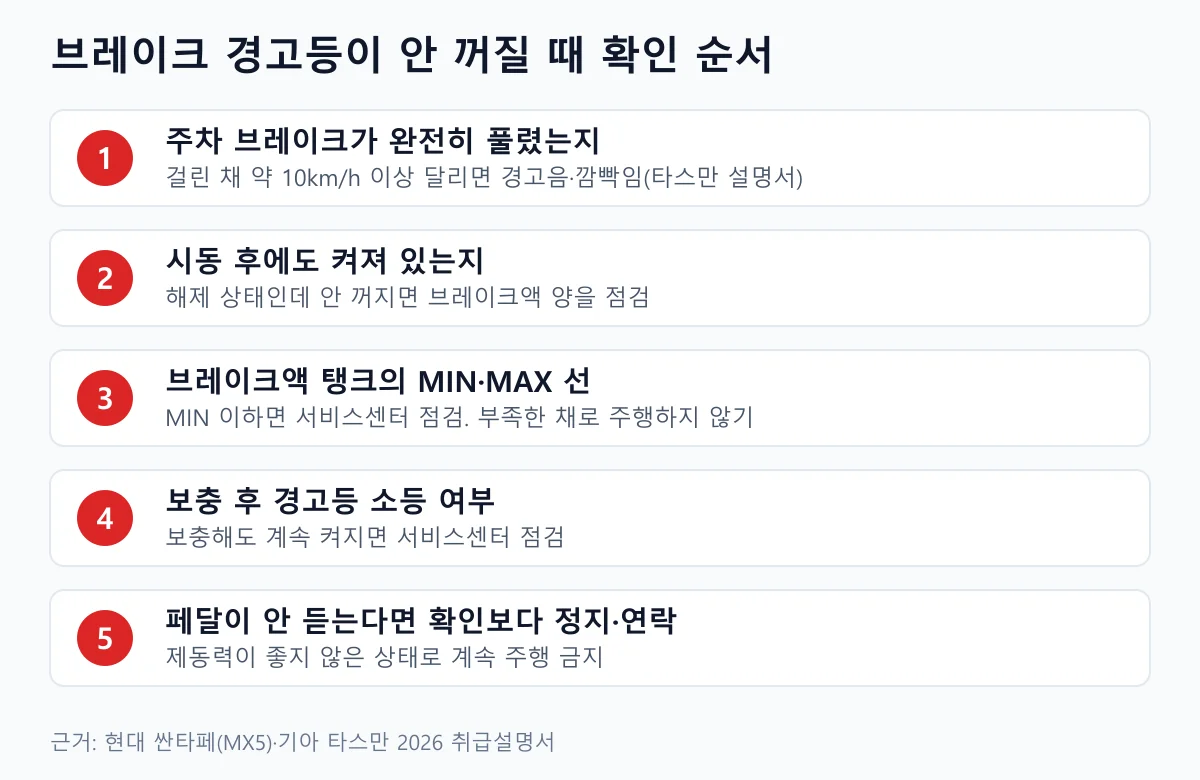 브레이크 경고등이 안 꺼질 때 확인 순서
1
주차 브레이크가 완전히 풀렸는지
걸린 채 약 10km/h 이상 달리면 경고음·깜빡임(타스만 설명서)
2
시동 후에도 켜져 있는지
해제 상태인데 안 꺼지면 브레이크액 양을 점검
3
브레이크액 탱크의 MIN·MAX 선
MIN 이하면 서비스센터 점검. 부족한 채로 주행하지 않기
4
보충 후 경고등 소등 여부
보충해도 계속 켜지면 서비스센터 점검
5
페달이 안 듣는다면 확인보다 정지·연락
제동력이 좋지 않은 상태로 계속 주행 금지
근거: 현대 싼타페(MX5)·기아 타스만 2026 취급설명서